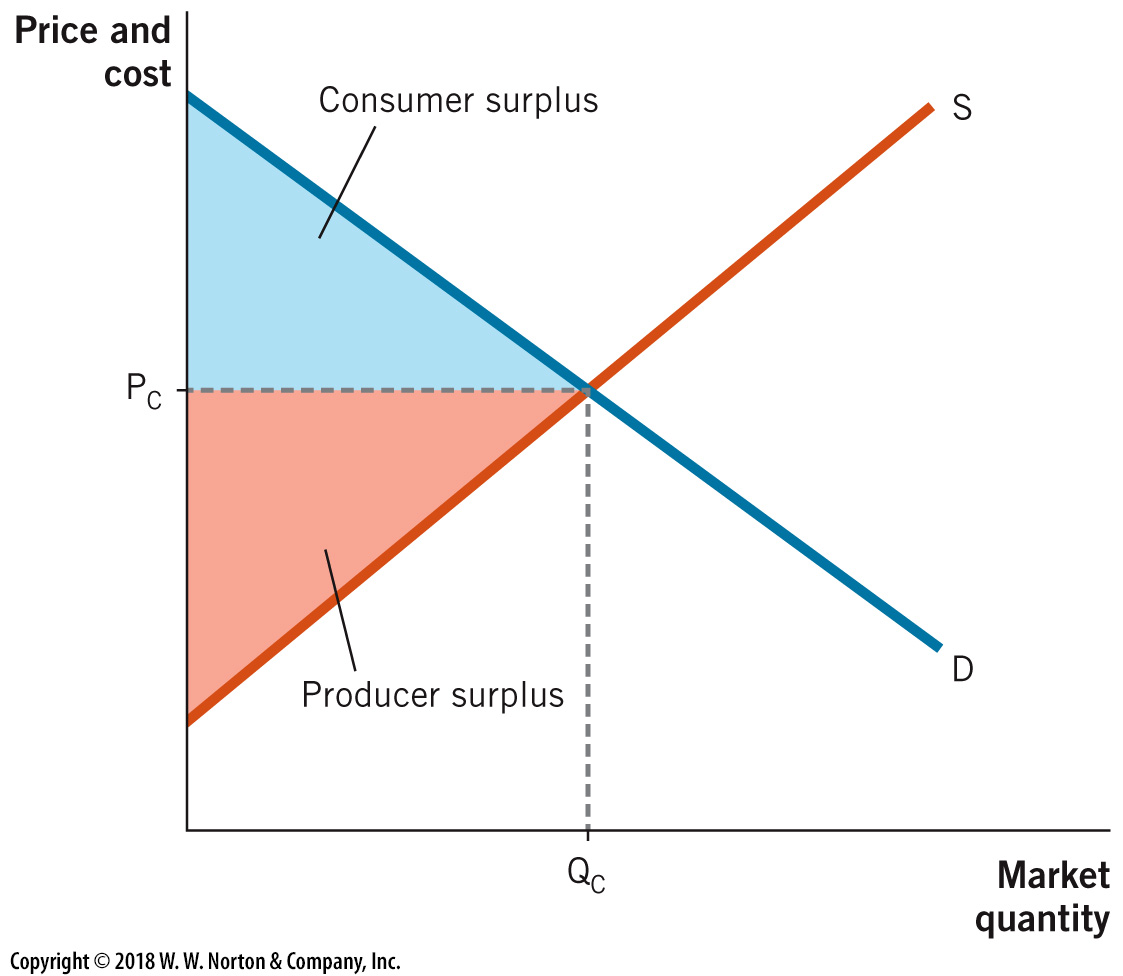 Price and
cost
Consumer surplus
S
P_C
Producer surplus
D
Q_C
Market
quantity
Copyright © 2018 W. W. Norton & Company, Inc.